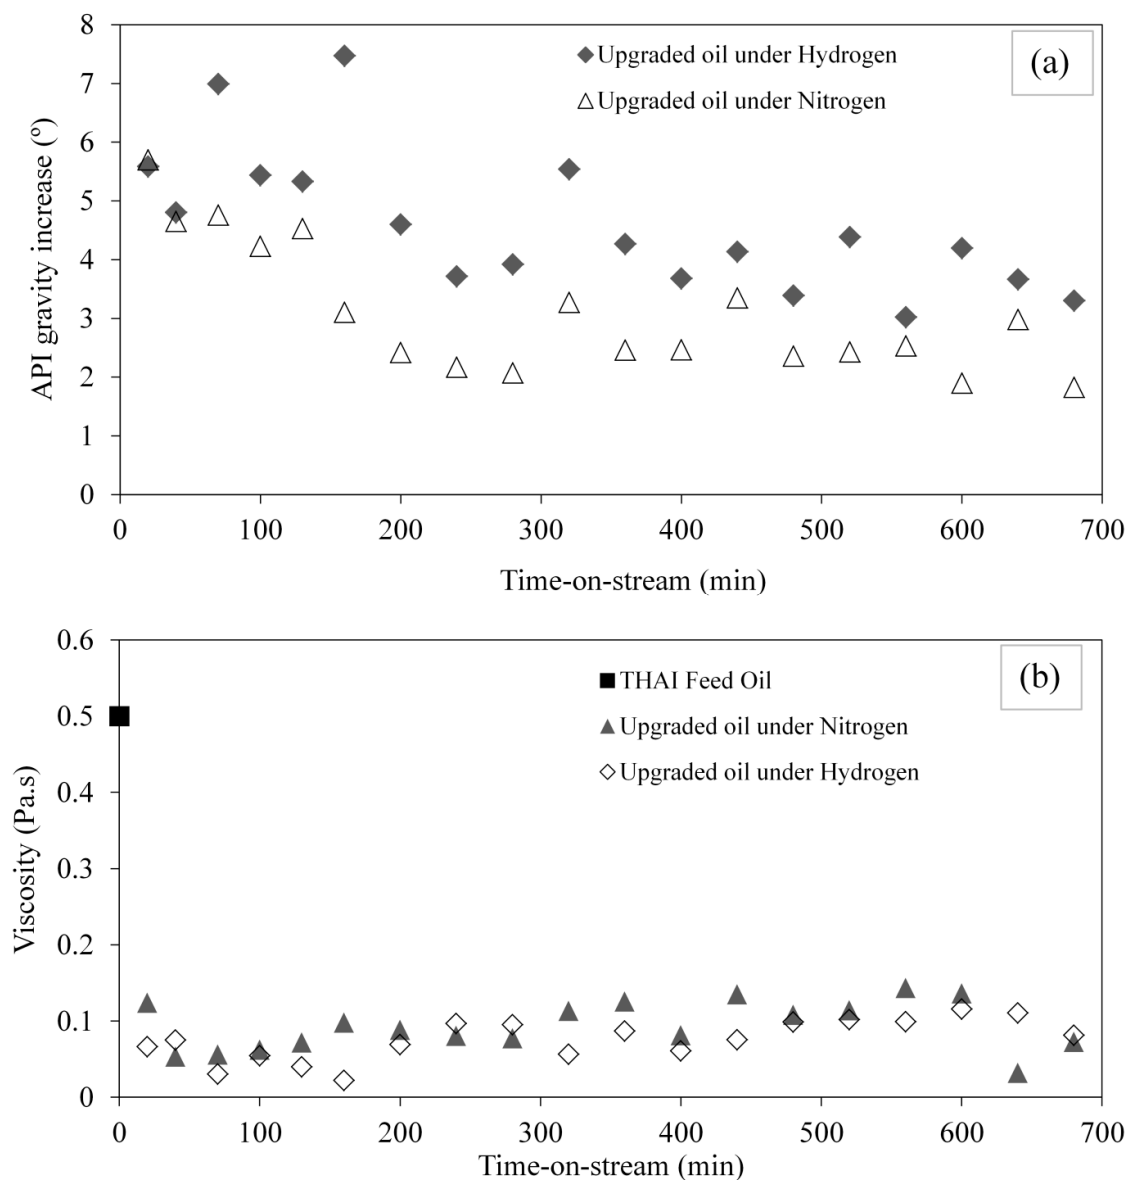 8
7
6
5
4
3
2
1
0
API gravity increase (º)
Upgraded oil under Hydrogen
Upgraded oil under Nitrogen
(a)
0 100 200 300 400 500 600 700
Time-on-stream (min)
0.6
0.5
0.4
0.3
0.2
0.1
0
Viscosity (Pa.s)
THAI Feed Oil
Upgraded oil under Nitrogen
Upgraded oil under Hydrogen
(b)
0 100 200 300 400 500 600 700
Time-on-stream (min)